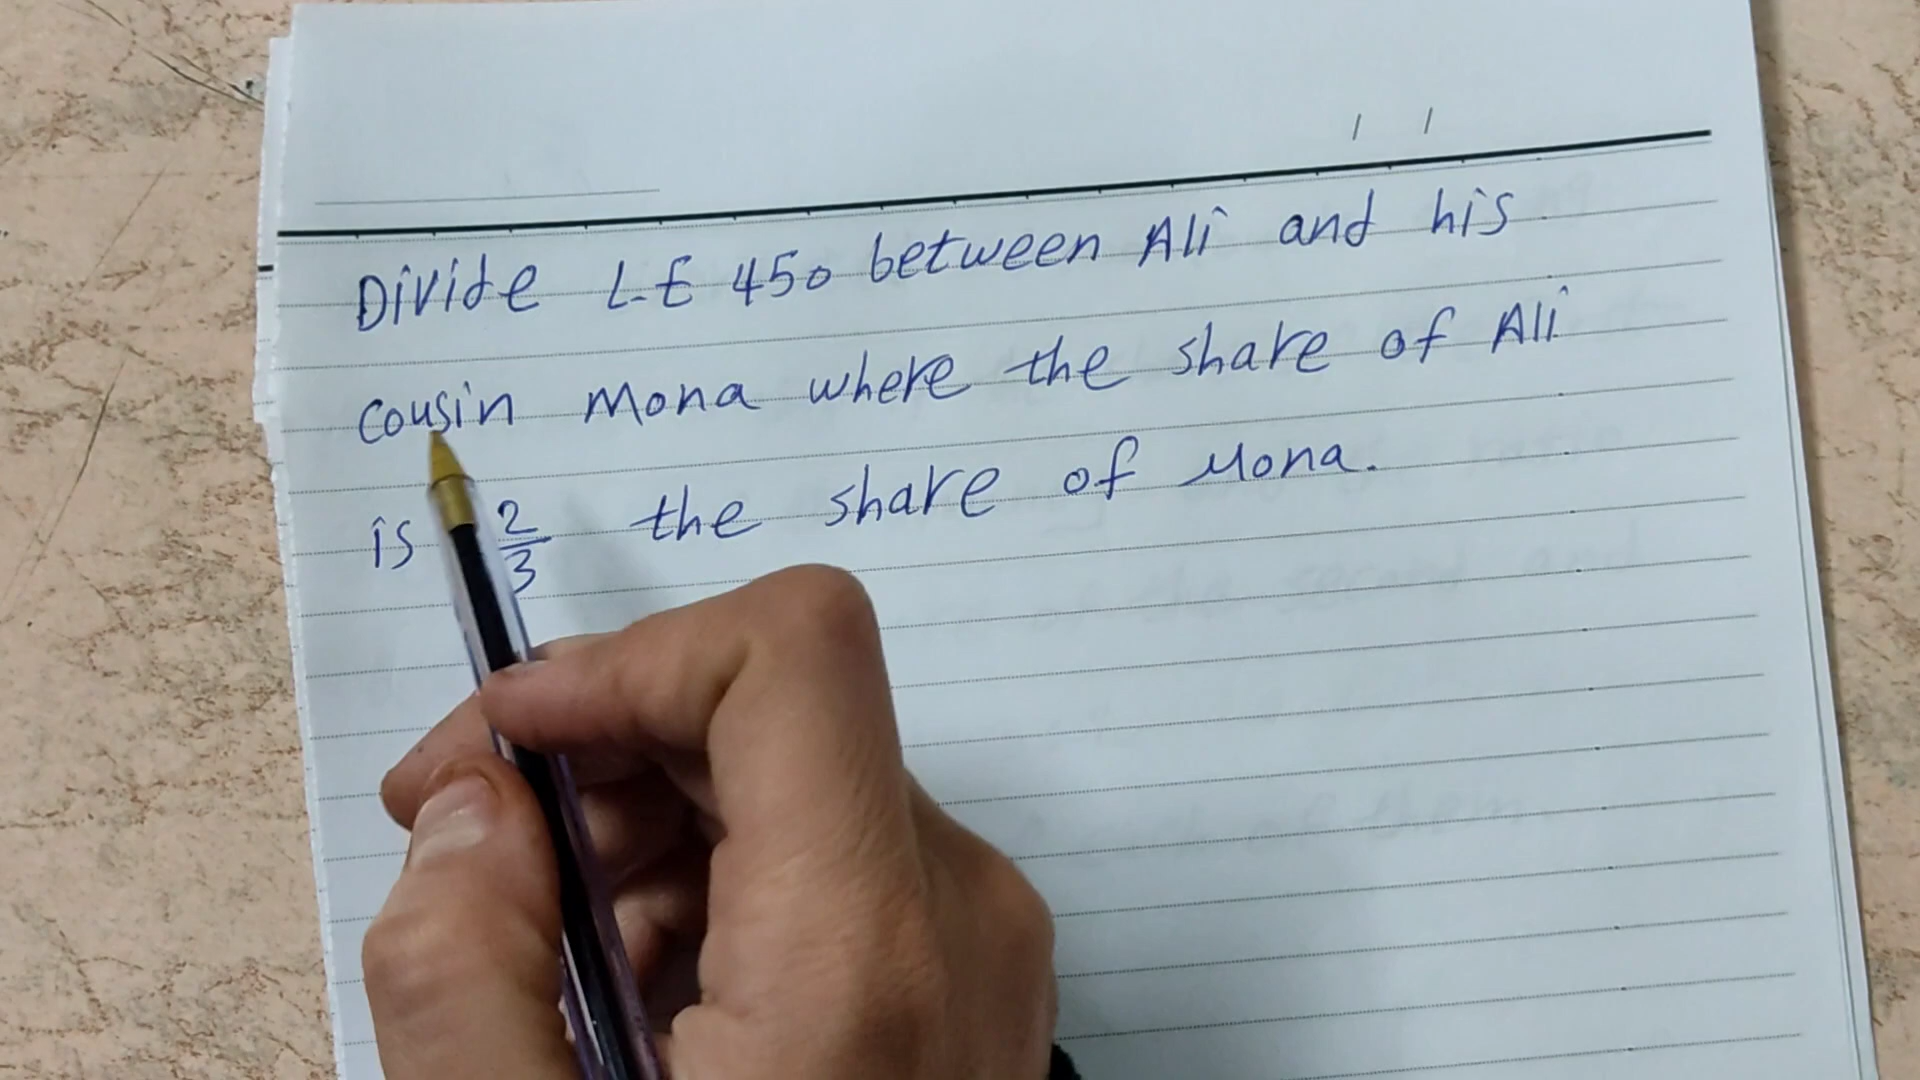 Divide L.E 450 between Ali and his
cousin Mona where the share of Ali
is 2/3 the share of Mona.